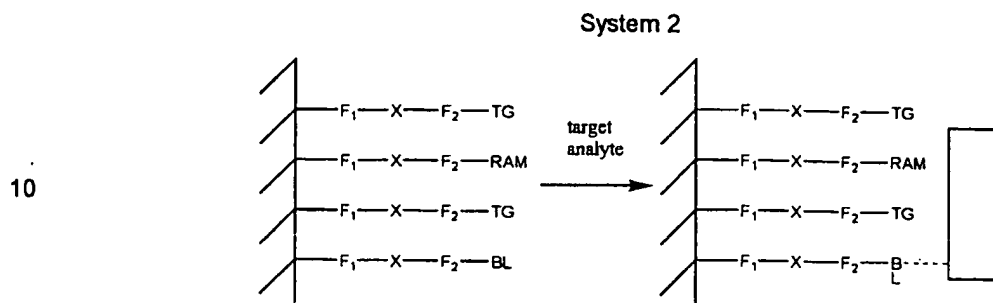 System 2
F1—X—F2—TG F1—X—F2—TG
target
analyte
10 F1—X—F2—RAM F1—X—F2—RAM
F1—X—F2—TG F1—X—F2—TG
F1—X—F2—BL F1—X—F2—B
L